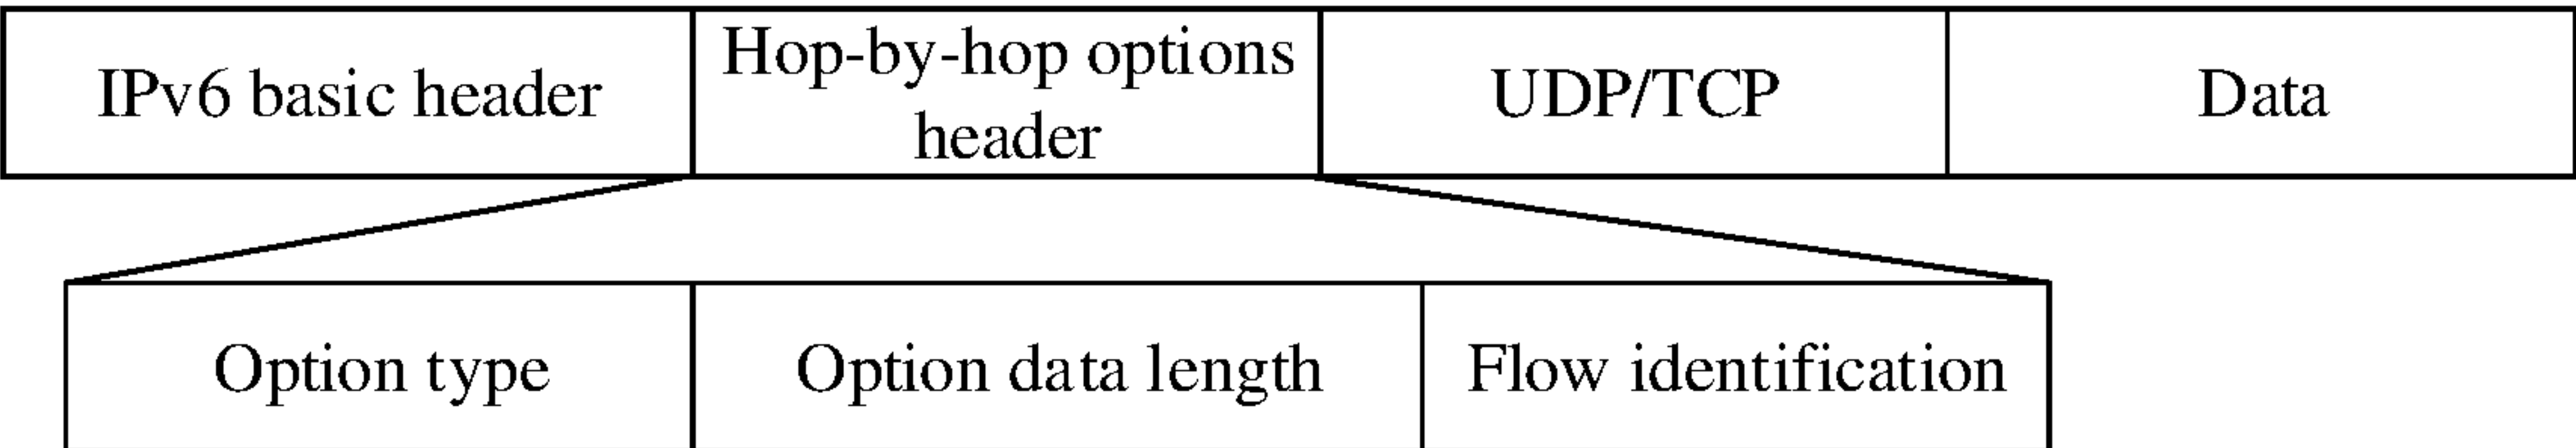 IPv6 basic header
Hop-by-hop options
header
UDP/TCP
Data
Option type
Option data length
Flow identification